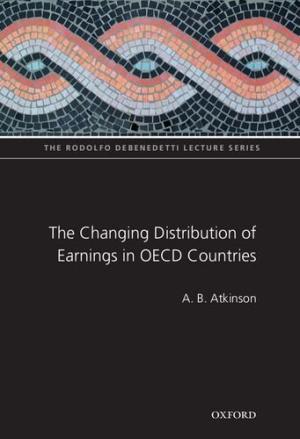 THE RODOLFO DEBENEDETTI LECTURE SERIES
The Changing Distribution of
Earnings in OECD Countries
A. B. Atkinson
OXFORD